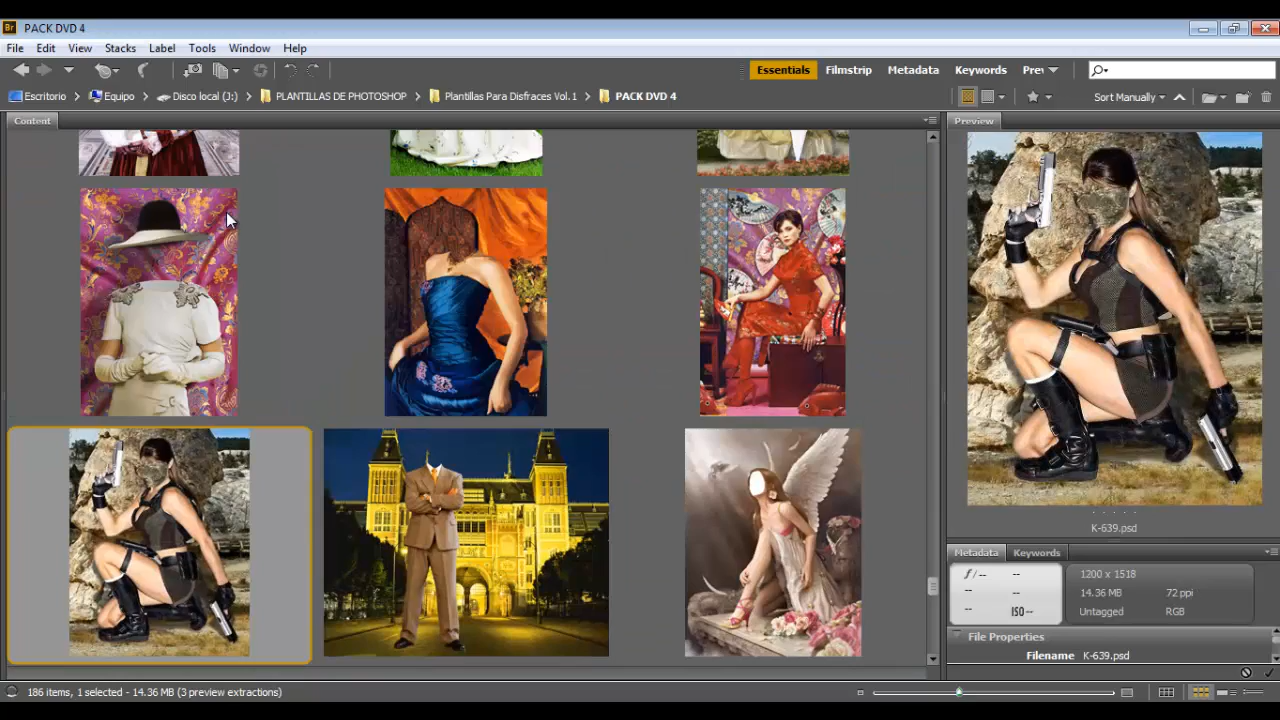 Br PACK DVD 4
File Edit View Stacks Label Tools Window Help
Essentials Filmstrip Metadata Keywords Pre
Escritorio Equipo Disco local (J:) PLANTILLAS DE PHOTOSHOP Plantillas Para Disfraces Vol. 1 PACK DVD 4 Sort Manually
Content
Preview
K-639.psd
Metadata Keywords
f/-- --
-- --
-- ISO--
1200 x 1518
14.36 MB 72 ppi
Untagged RGB
File Properties
Filename K-639.psd
186 items, 1 selected - 14.36 MB (3 preview extractions)